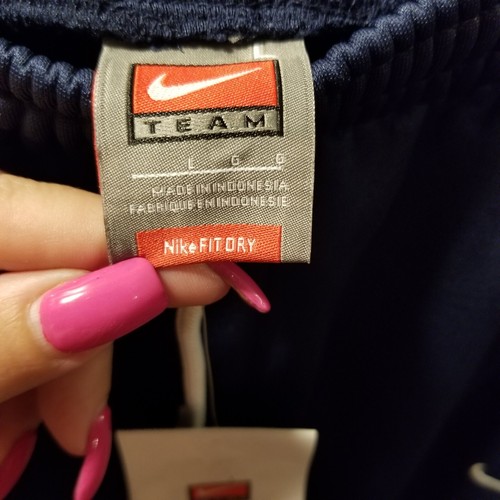 TEAM
L G G
MADE IN INDONESIA
FABRIQUE EN INDONESIE
Nike FIT DRY